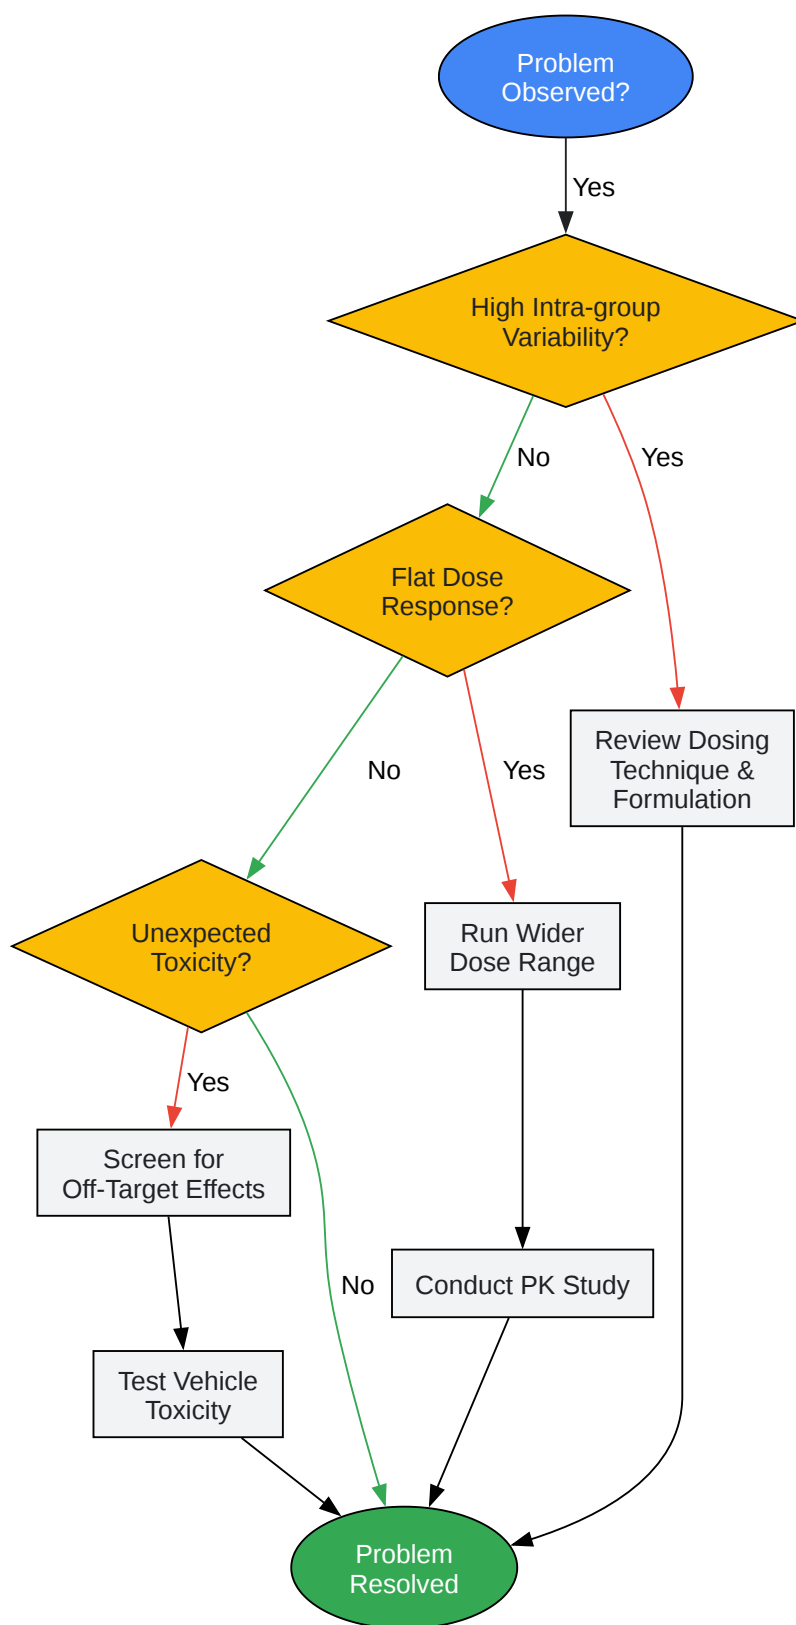 Problem
Observed?
Yes
High Intra-group
Variability?
No
Yes
Flat Dose
Response?
No
Yes
Review Dosing
Technique &
Formulation
Unexpected
Toxicity?
Run Wider
Dose Range
Yes
Screen for
Off-Target Effects
No
Conduct PK Study
Test Vehicle
Toxicity
Problem
Resolved